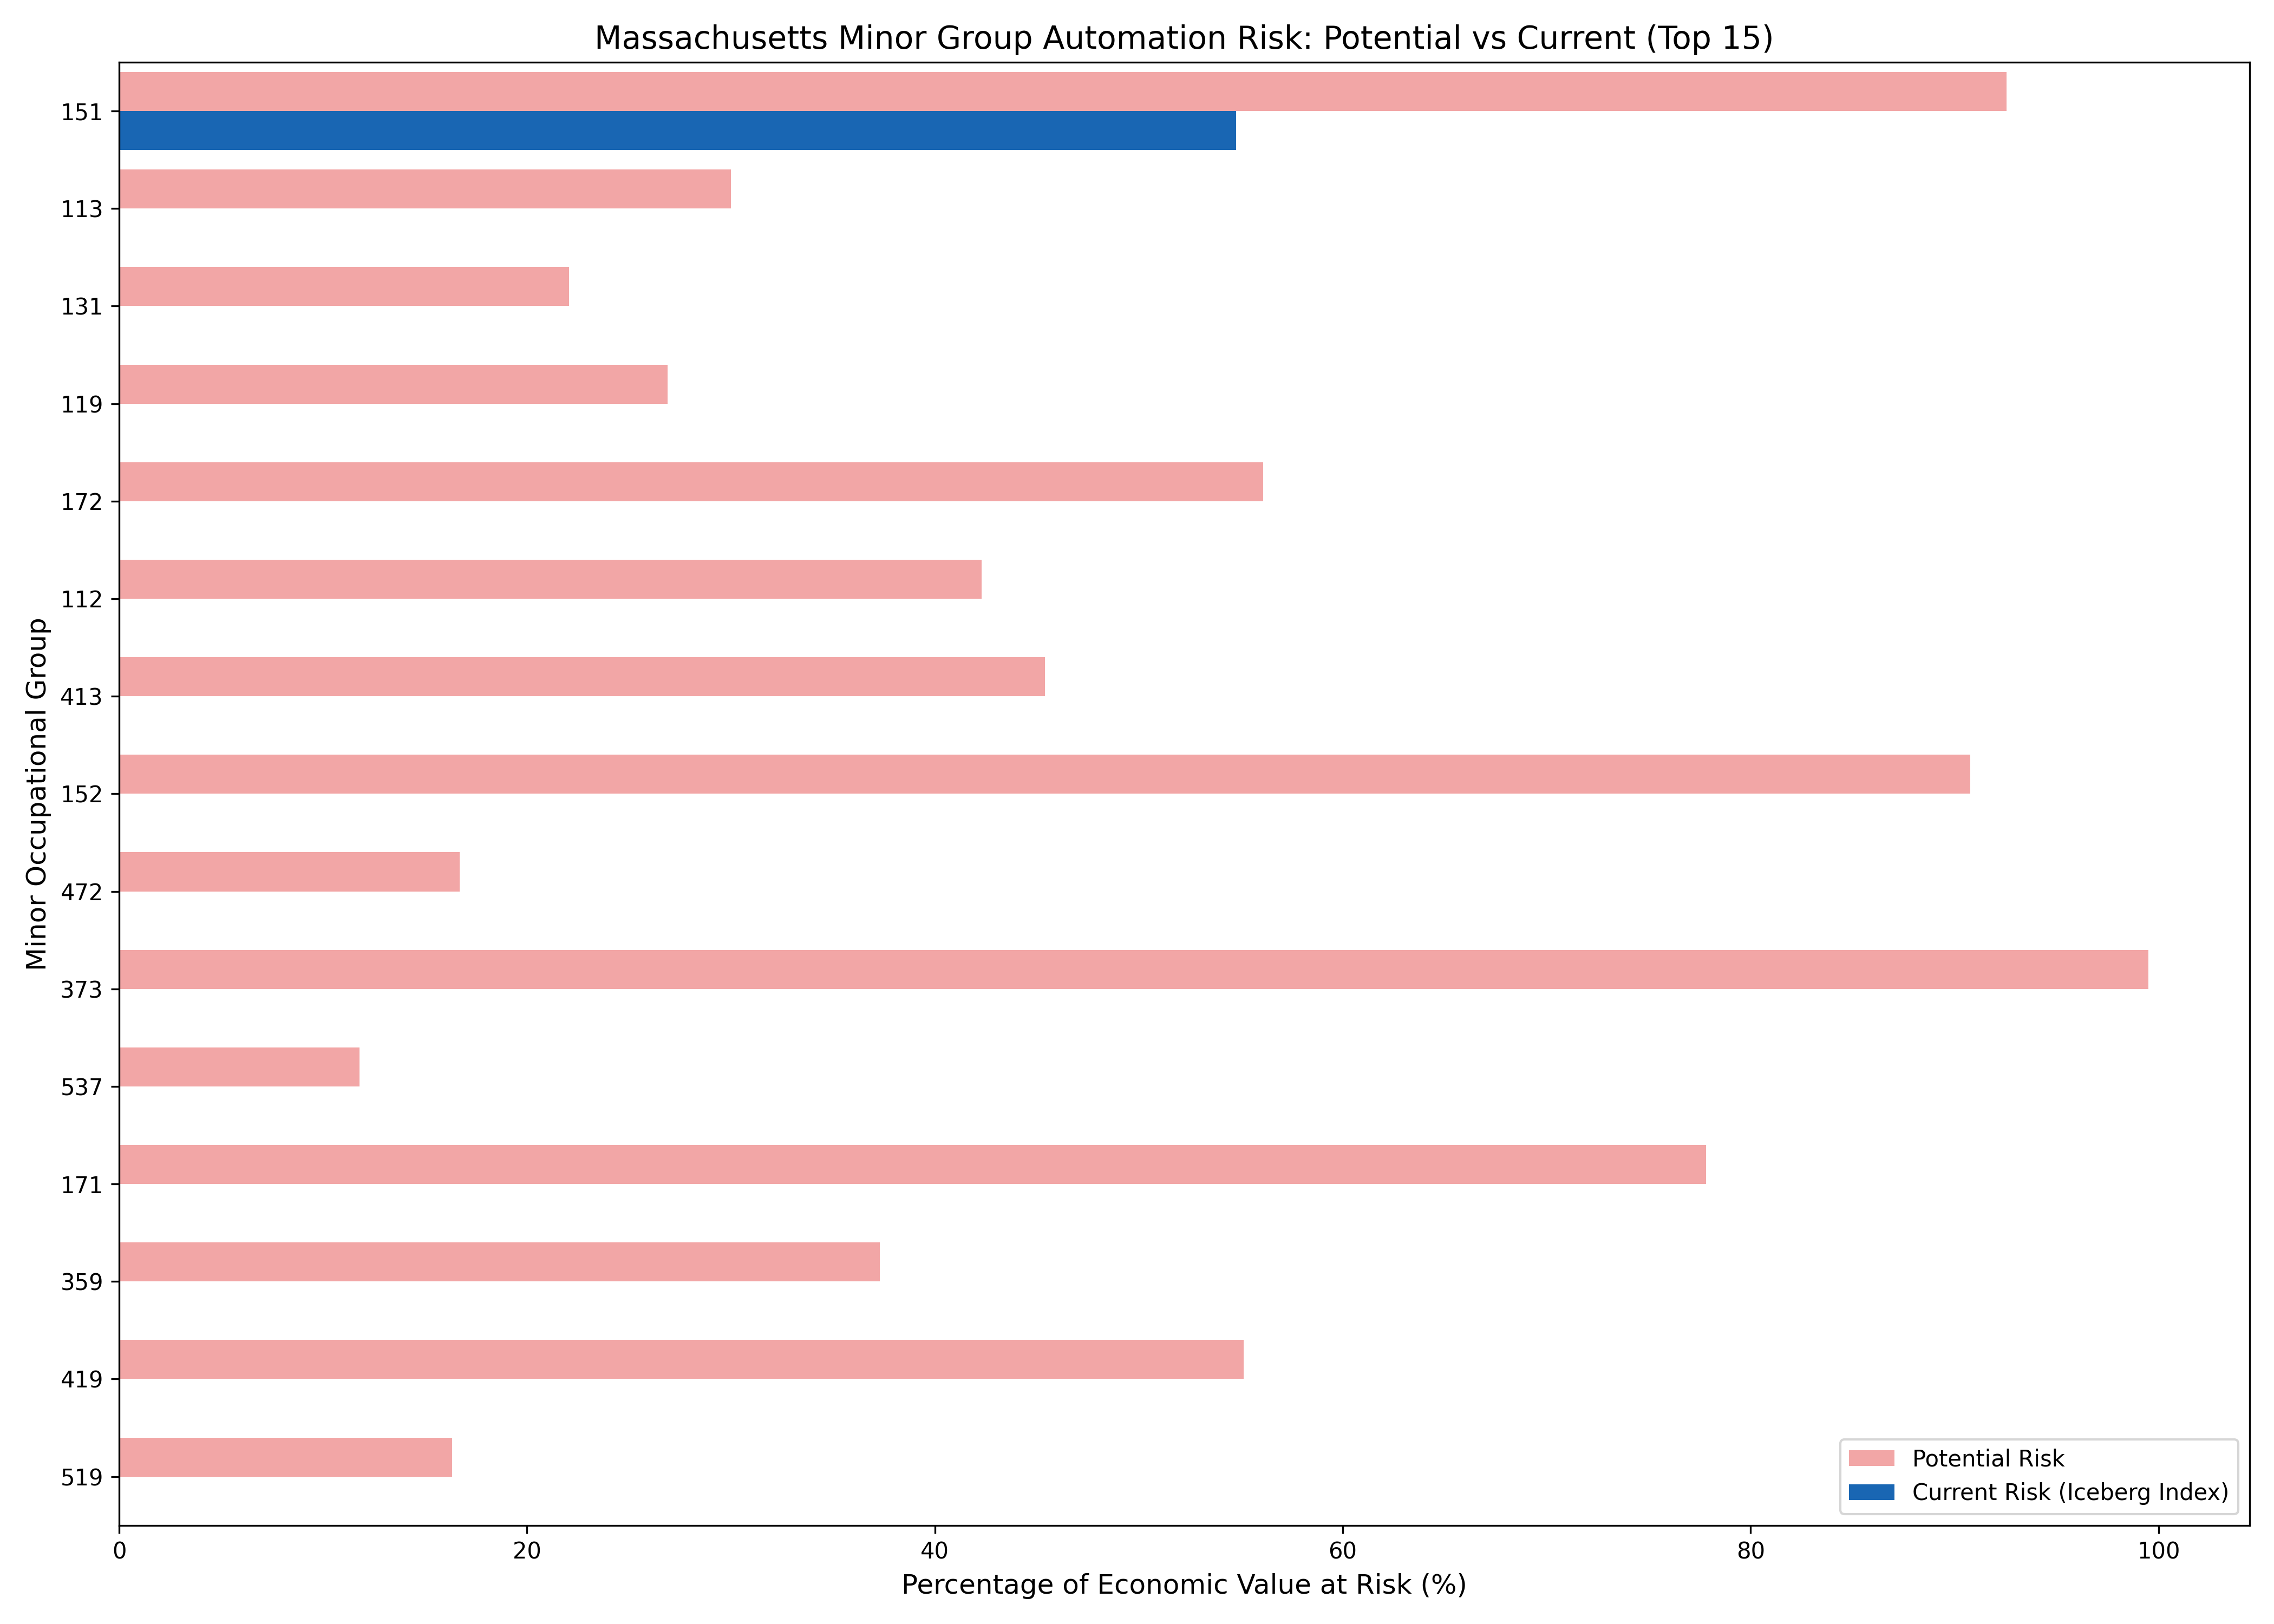 Massachusetts Minor Group Automation Risk: Potential vs Current (Top 15)
Minor Occupational Group
151
113
131
119
172
112
413
152
472
373
537
171
359
419
519
Potential Risk
Current Risk (Iceberg Index)
0 20 40 60 80 100
Percentage of Economic Value at Risk (%)